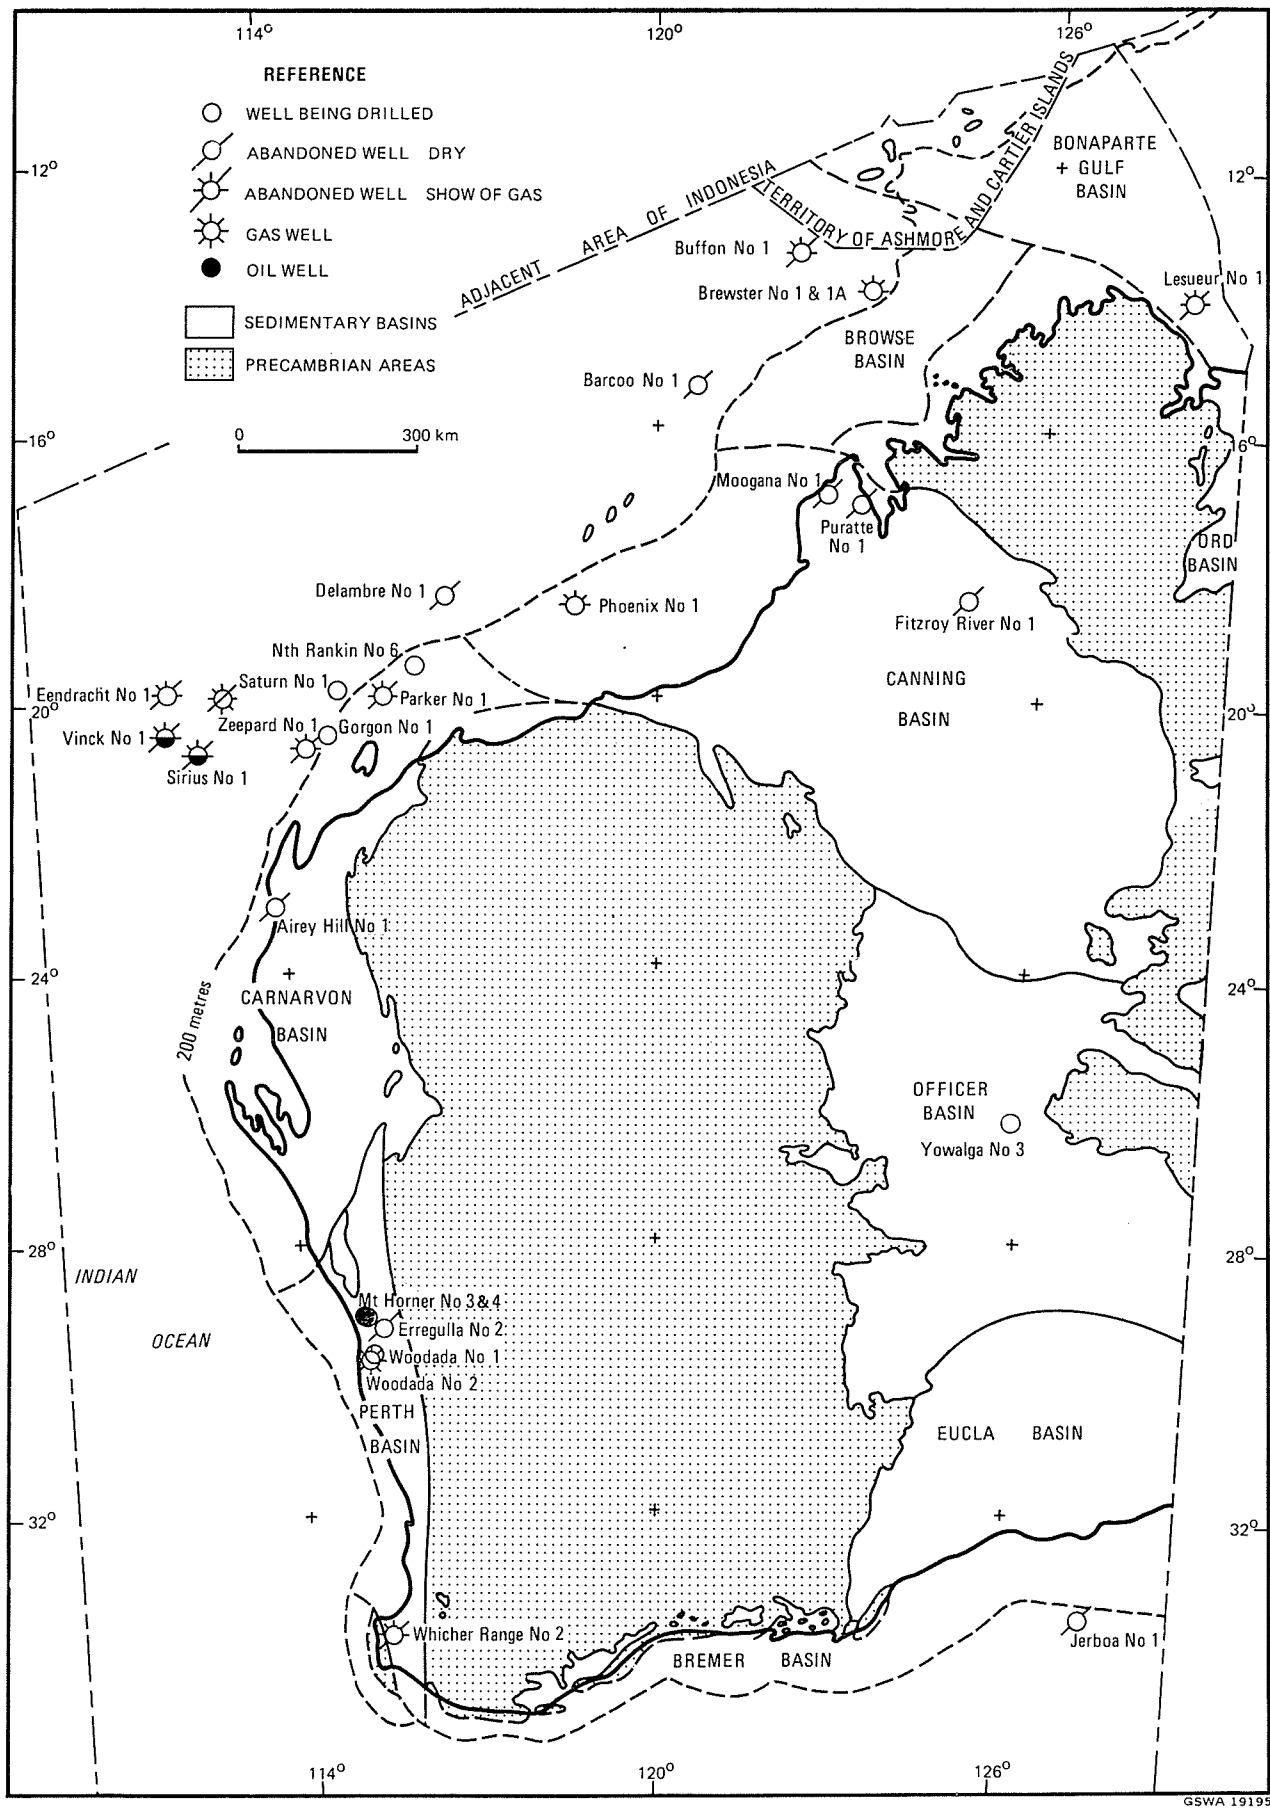 114°
120°
126°
REFERENCE
WELL BEING DRILLED
ABANDONED WELL DRY
ABANDONED WELL SHOW OF GAS
GAS WELL
OIL WELL
SEDIMENTARY BASINS
PRECAMBRIAN AREAS
0 300 km
12°
12°
ADJACENT AREA OF INDONESIA
TERRITORY OF ASHMORE AND CARTIER ISLANDS
BONAPARTE
GULF
BASIN
Buffon No 1
Brewster No 1 & 1A
Lesueur No 1
BROWSE
BASIN
Barcoo No 1
16°
16°
Moogana No 1
Puratte
No 1
ORD
BASIN
Delambre No 1
Phoenix No 1
Fitzroy River No 1
Nth Rankin No 6
Saturn No 1
Eendracht No 1
Parker No 1
CANNING
BASIN
20°
20°
Zeepard No 1
Gorgon No 1
Vinck No 1
Sirius No 1
Airey Hill No 1
24°
24°
CARNARVON
BASIN
200 metres
OFFICER
BASIN
Yowalga No 3
28°
28°
INDIAN
OCEAN
Mt Horner No 3 & 4
Erregulla No 2
Woodada No 1
Woodada No 2
PERTH
BASIN
EUCLA BASIN
32°
32°
Whicher Range No 2
Jerboa No 1
BREMER BASIN
114°
120°
126°
GSWA 19195